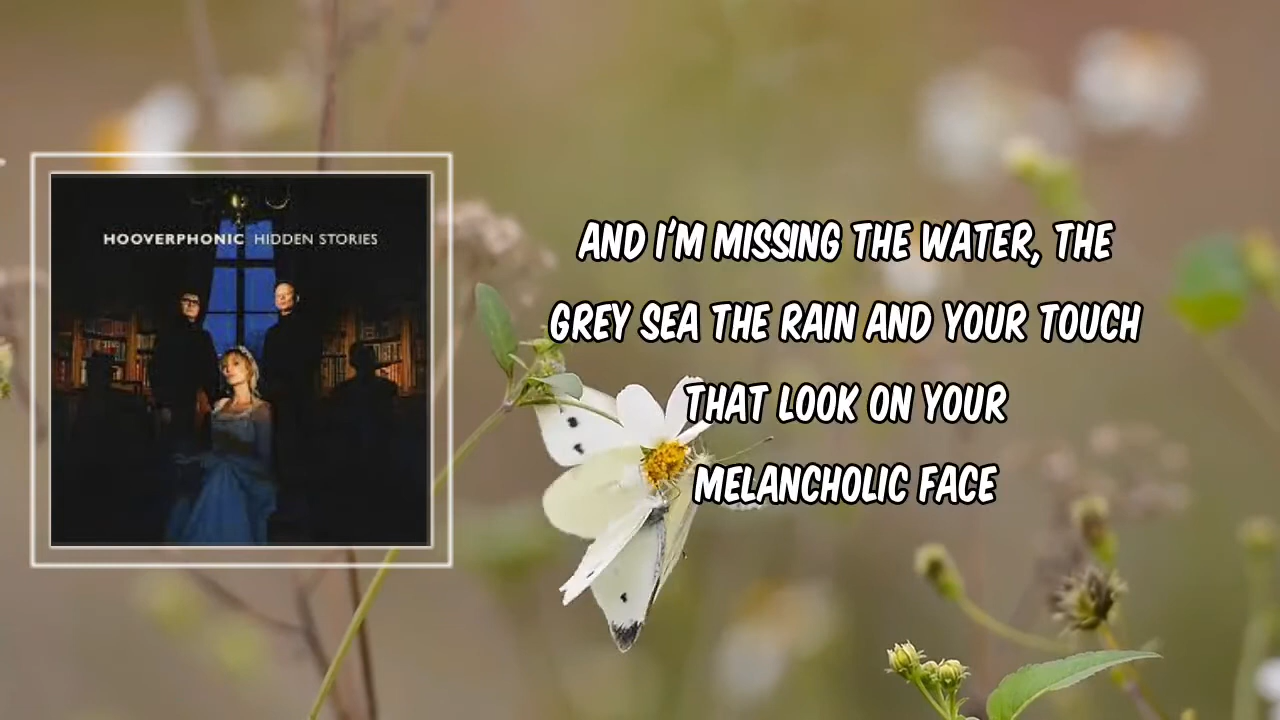 HOOVERPHONIC HIDDEN STORIES
AND I'M MISSING THE WATER, THE
GREY SEA THE RAIN AND YOUR TOUCH
THAT LOOK ON YOUR
MELANCHOLIC FACE